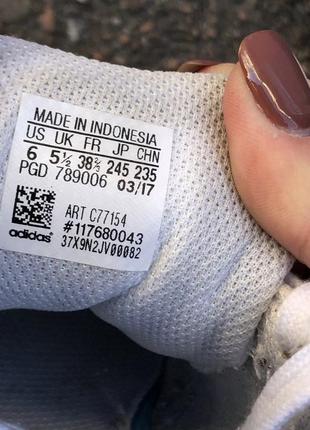 MADE IN INDONESIA
US UK FR JP CHN
6 5½ 38⅔ 245 235
PGD 789006 03/17
ART C77154
#117680043
adidas 37X9N2JV00082